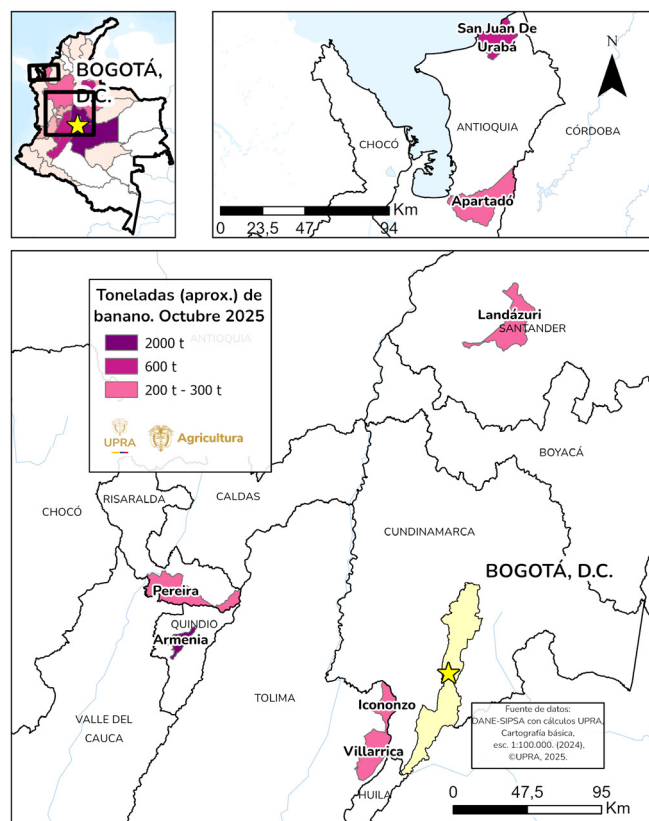 BOGOTÁ,
D.C.
San Juan De
Urabá
N
CHOCÓ
ANTIOQUIA
CÓRDOBA
Apartadó
Km
0 23,5 47 94
Toneladas (aprox.) de
banano. Octubre 2025
2000 t
600 t
200 t - 300 t
UPRA
Agricultura
ANTIOQUIA
Landázuri
SANTANDER
BOYACÁ
CHOCÓ
RISARALDA
CALDAS
CUNDINAMARCA
BOGOTÁ, D.C.
Pereira
QUINDIO
Armenia
TOLIMA
Icononzo
VALLE DEL
CAUCA
Villarrica
HUILA
Fuente de datos:
DANE-SIPSA con cálculos UPRA,
Cartografía básica,
esc. 1:100.000. (2024),
©UPRA, 2025.
0 47,5 95
Km